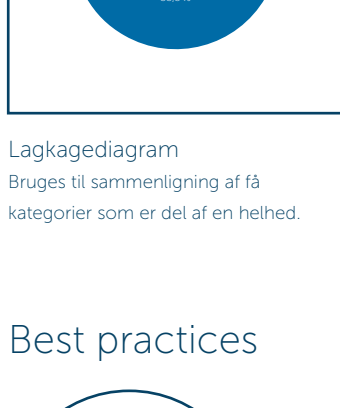 Lagkagediagram
Bruges til sammenligning af få
kategorier som er del af en helhed.
Best practices